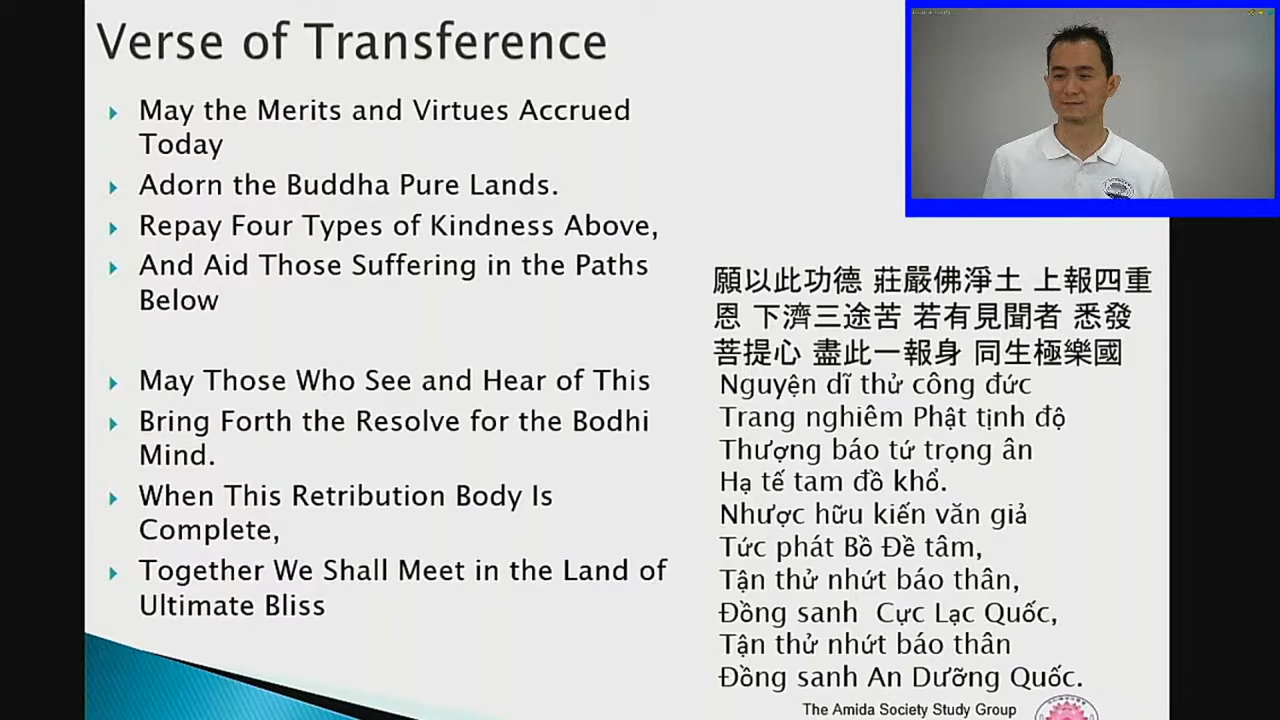 Verse of Transference
May the Merits and Virtues Accrued
Today
Adorn the Buddha Pure Lands.
Repay Four Types of Kindness Above,
And Aid Those Suffering in the Paths
Below
May Those Who See and Hear of This
Bring Forth the Resolve for the Bodhi
Mind.
When This Retribution Body Is
Complete,
Together We Shall Meet in the Land of
Ultimate Bliss
願以此功德 莊嚴佛淨土 上報四重
恩 下濟三途苦 若有見聞者 悉發
菩提心 盡此一報身 同生極樂國
Nguyện dĩ thử công đức
Trang nghiêm Phật tịnh độ
Thượng báo tứ trọng ân
Hạ tế tam đồ khổ.
Nhược hữu kiến văn giả
Tức phát Bồ Đề tâm,
Tận thử nhứt báo thân,
Đồng sanh  Cực Lạc Quốc,
Tận thử nhứt báo thân
Đồng sanh An Dưỡng Quốc.
The Amida Society Study Group